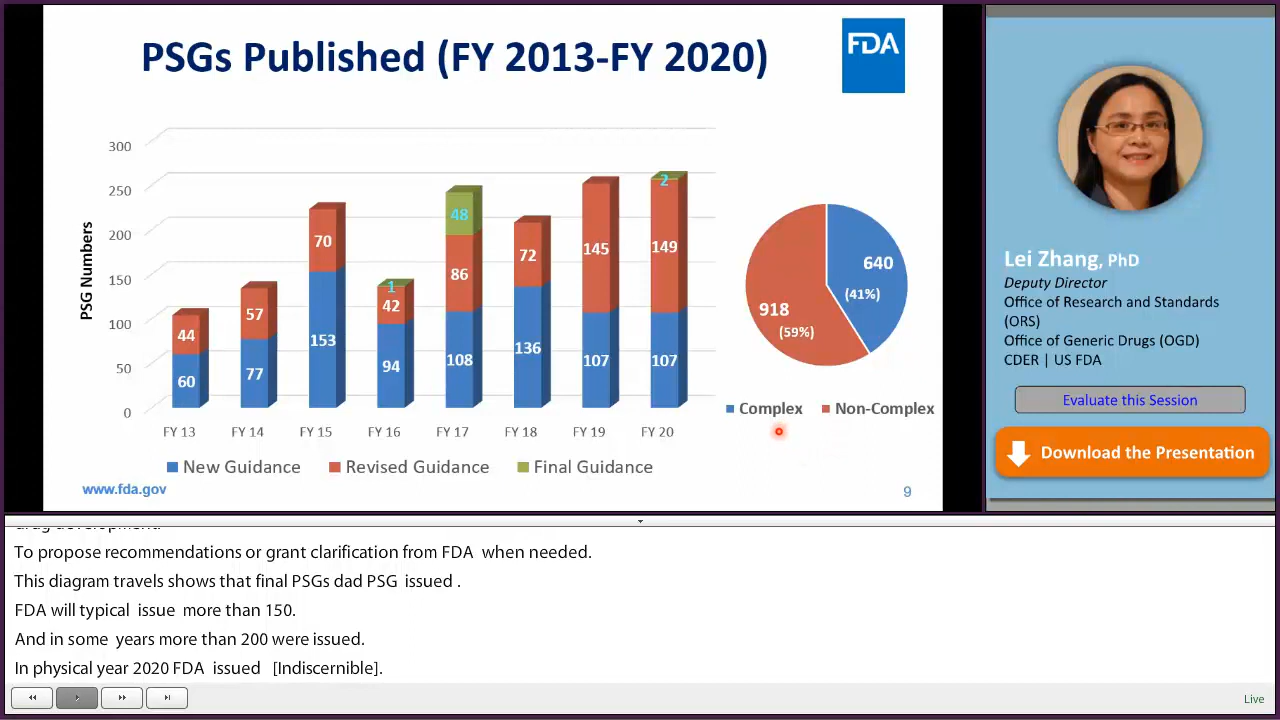 PSGs Published (FY 2013-FY 2020)
FDA
PSG Numbers
300
250
200
150
100
50
0
44
60
57
77
70
153
1
42
94
48
86
108
72
136
145
107
2
149
107
FY 13 FY 14 FY 15 FY 16 FY 17 FY 18 FY 19 FY 20
New Guidance Revised Guidance Final Guidance
640
(41%)
918
(59%)
Complex Non-Complex
www.fda.gov
9
Lei Zhang, PhD
Deputy Director
Office of Research and Standards
(ORS)
Office of Generic Drugs (OGD)
CDER | US FDA
Evaluate this Session
Download the Presentation
drug development.
To propose recommendations or grant clarification from FDA when needed.
This diagram travels shows that final PSGs dad PSG issued .
FDA will typical issue more than 150.
And in some years more than 200 were issued.
In physical year 2020 FDA issued [Indiscernible].
Live